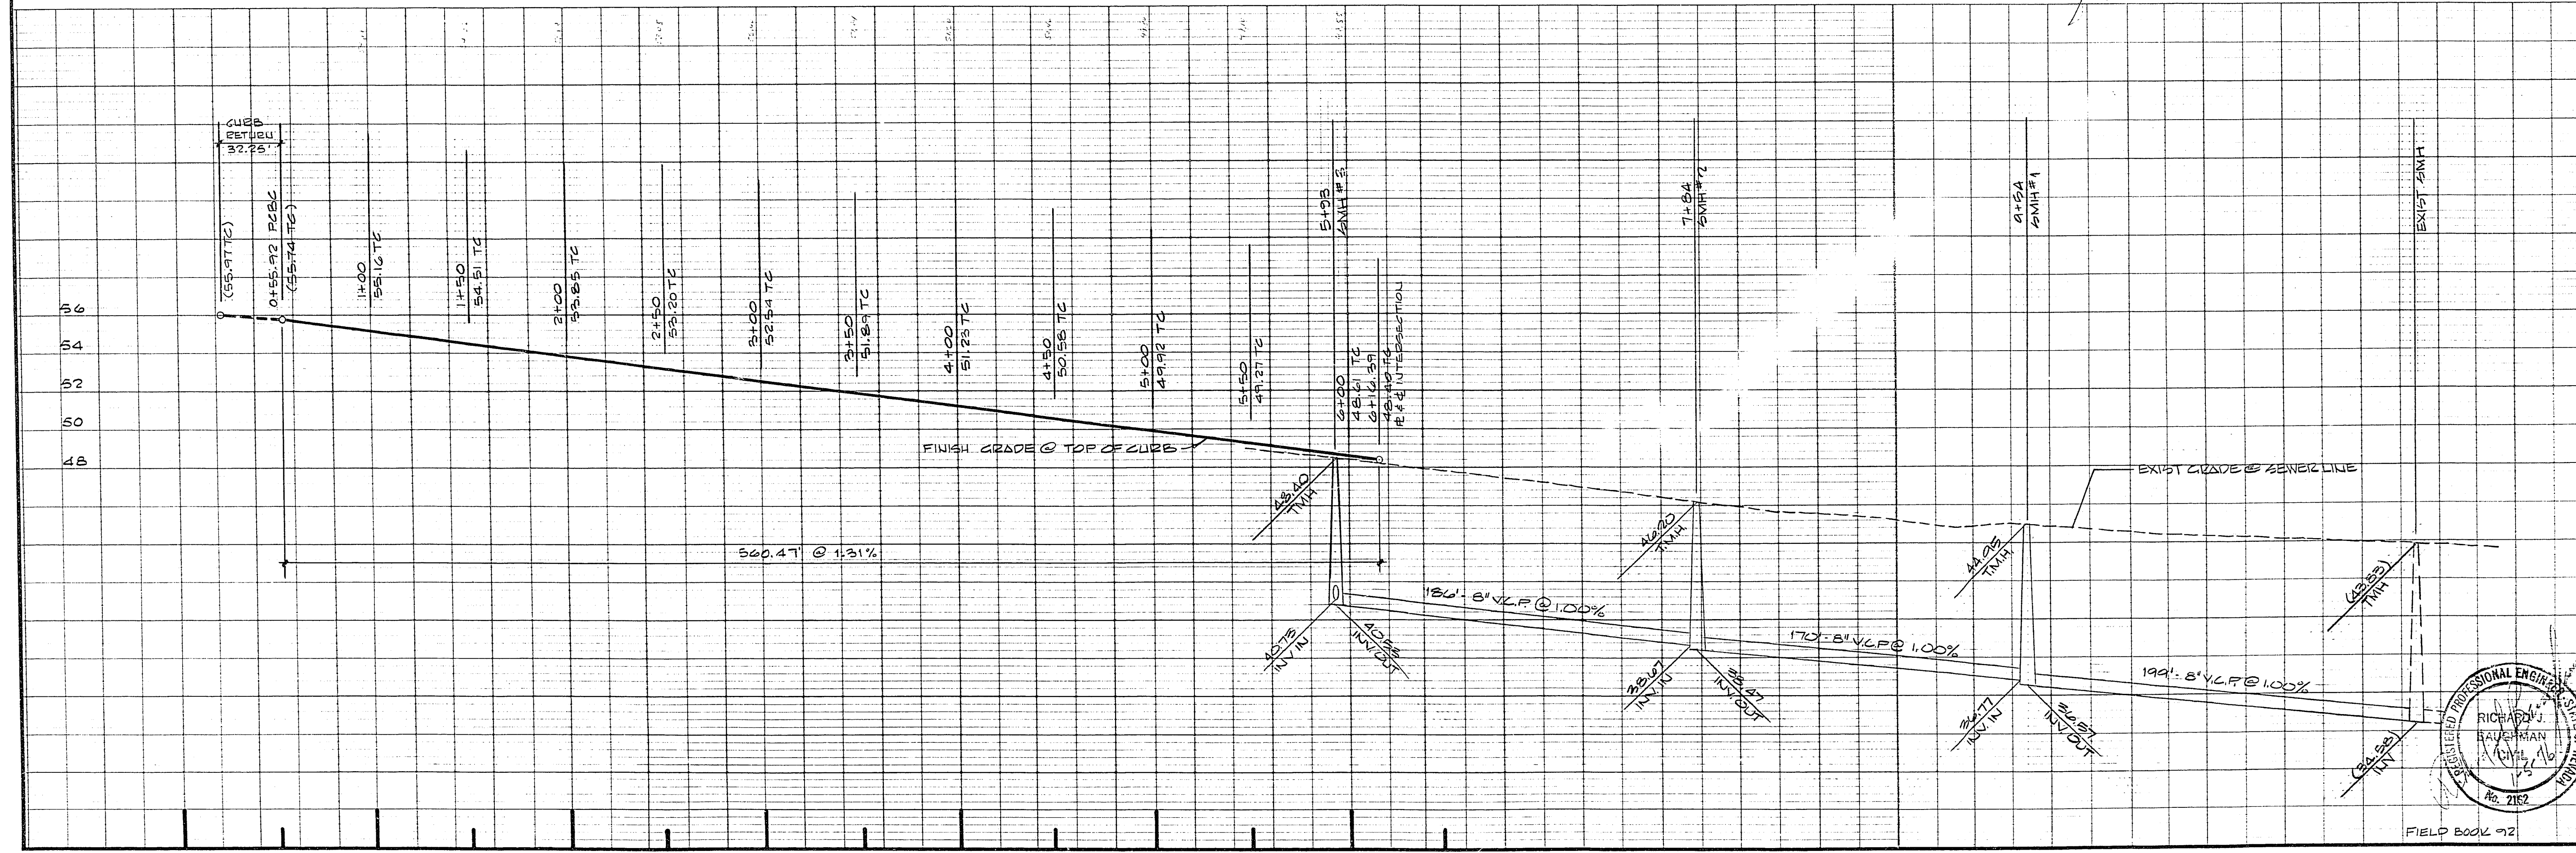 CURB
RETURN
32.25'
(55.97 TC)
0+55.92 PCBC
(55.74 TC)
1+00
55.16 TC
1+50
54.51 TC
2+00
53.85 TC
2+50
53.20 TC
3+00
52.54 TC
3+50
51.89 TC
4+00
51.23 TC
4+50
50.58 TC
5+00
49.92 TC
5+50
49.27 TC
5+93
SMH #3
6+00
48.61 TC
6+16.39
48.40 TC
INTERSECTION
7+84
SMH #2
9+54
SMH #1
EXIST SMH
56
54
52
50
48
FINISH GRADE @ TOP OF CURB
EXIST GRADE @ SEWER LINE
560.47' @ 1.31%
48.40
TMH
46.20
T.M.H
44.95
T.M.H.
(43.83)
TMH
186'-8" V.C.P. @ 1.00%
170'-8" V.C.P @ 1.00%
199'-8" V.C.P. @ 1.00%
40.73
INV IN
40.53
INV. OUT
38.67
INV. IN
38.47
INV. OUT
36.77
INV. IN
36.57
INV. OUT
(34.58)
INV
REGISTERED PROFESSIONAL ENGINEER · STATE OF NEVADA
RICHARD J.
BAUGHMAN
CIVIL
No. 2162
FIELD BOOK 92